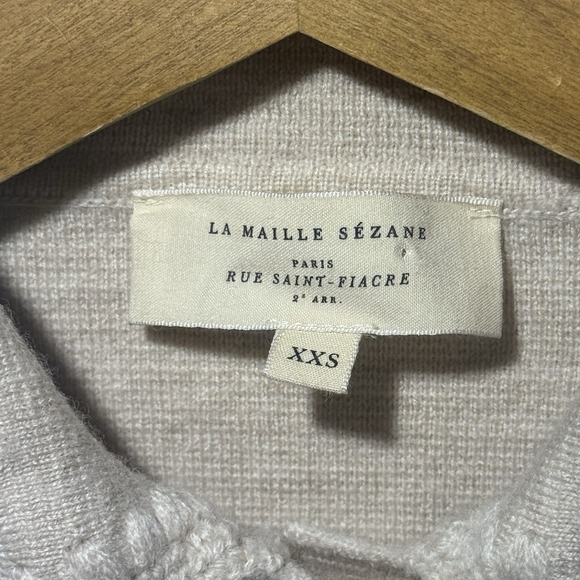 LA MAILLE SÉZANE
PARIS
RUE SAINT-FIACRE
2ᵉ ARR.
XXS